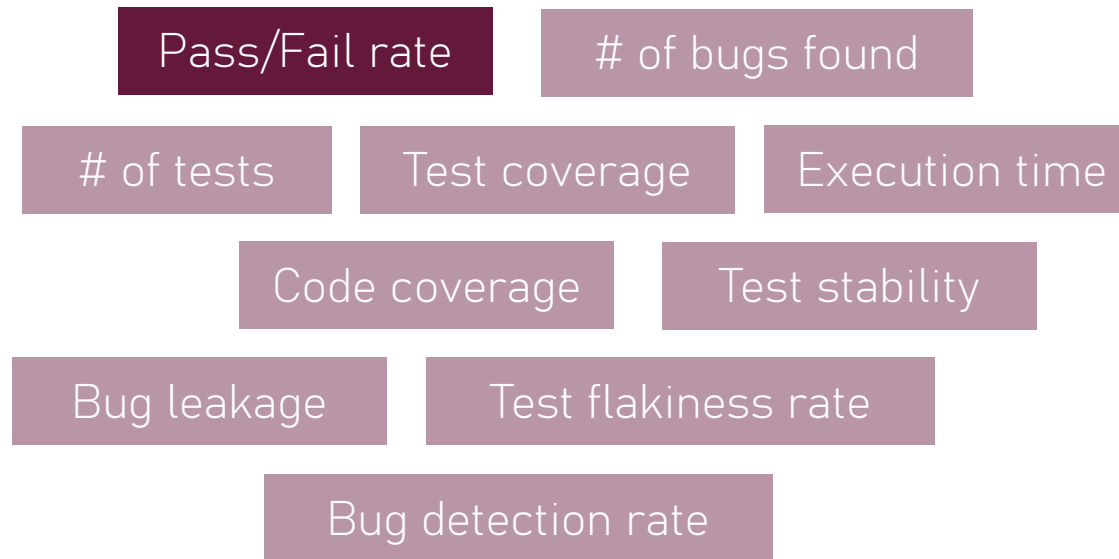 Pass/Fail rate
# of bugs found
# of tests
Test coverage
Execution time
Code coverage
Test stability
Bug leakage
Test flakiness rate
Bug detection rate